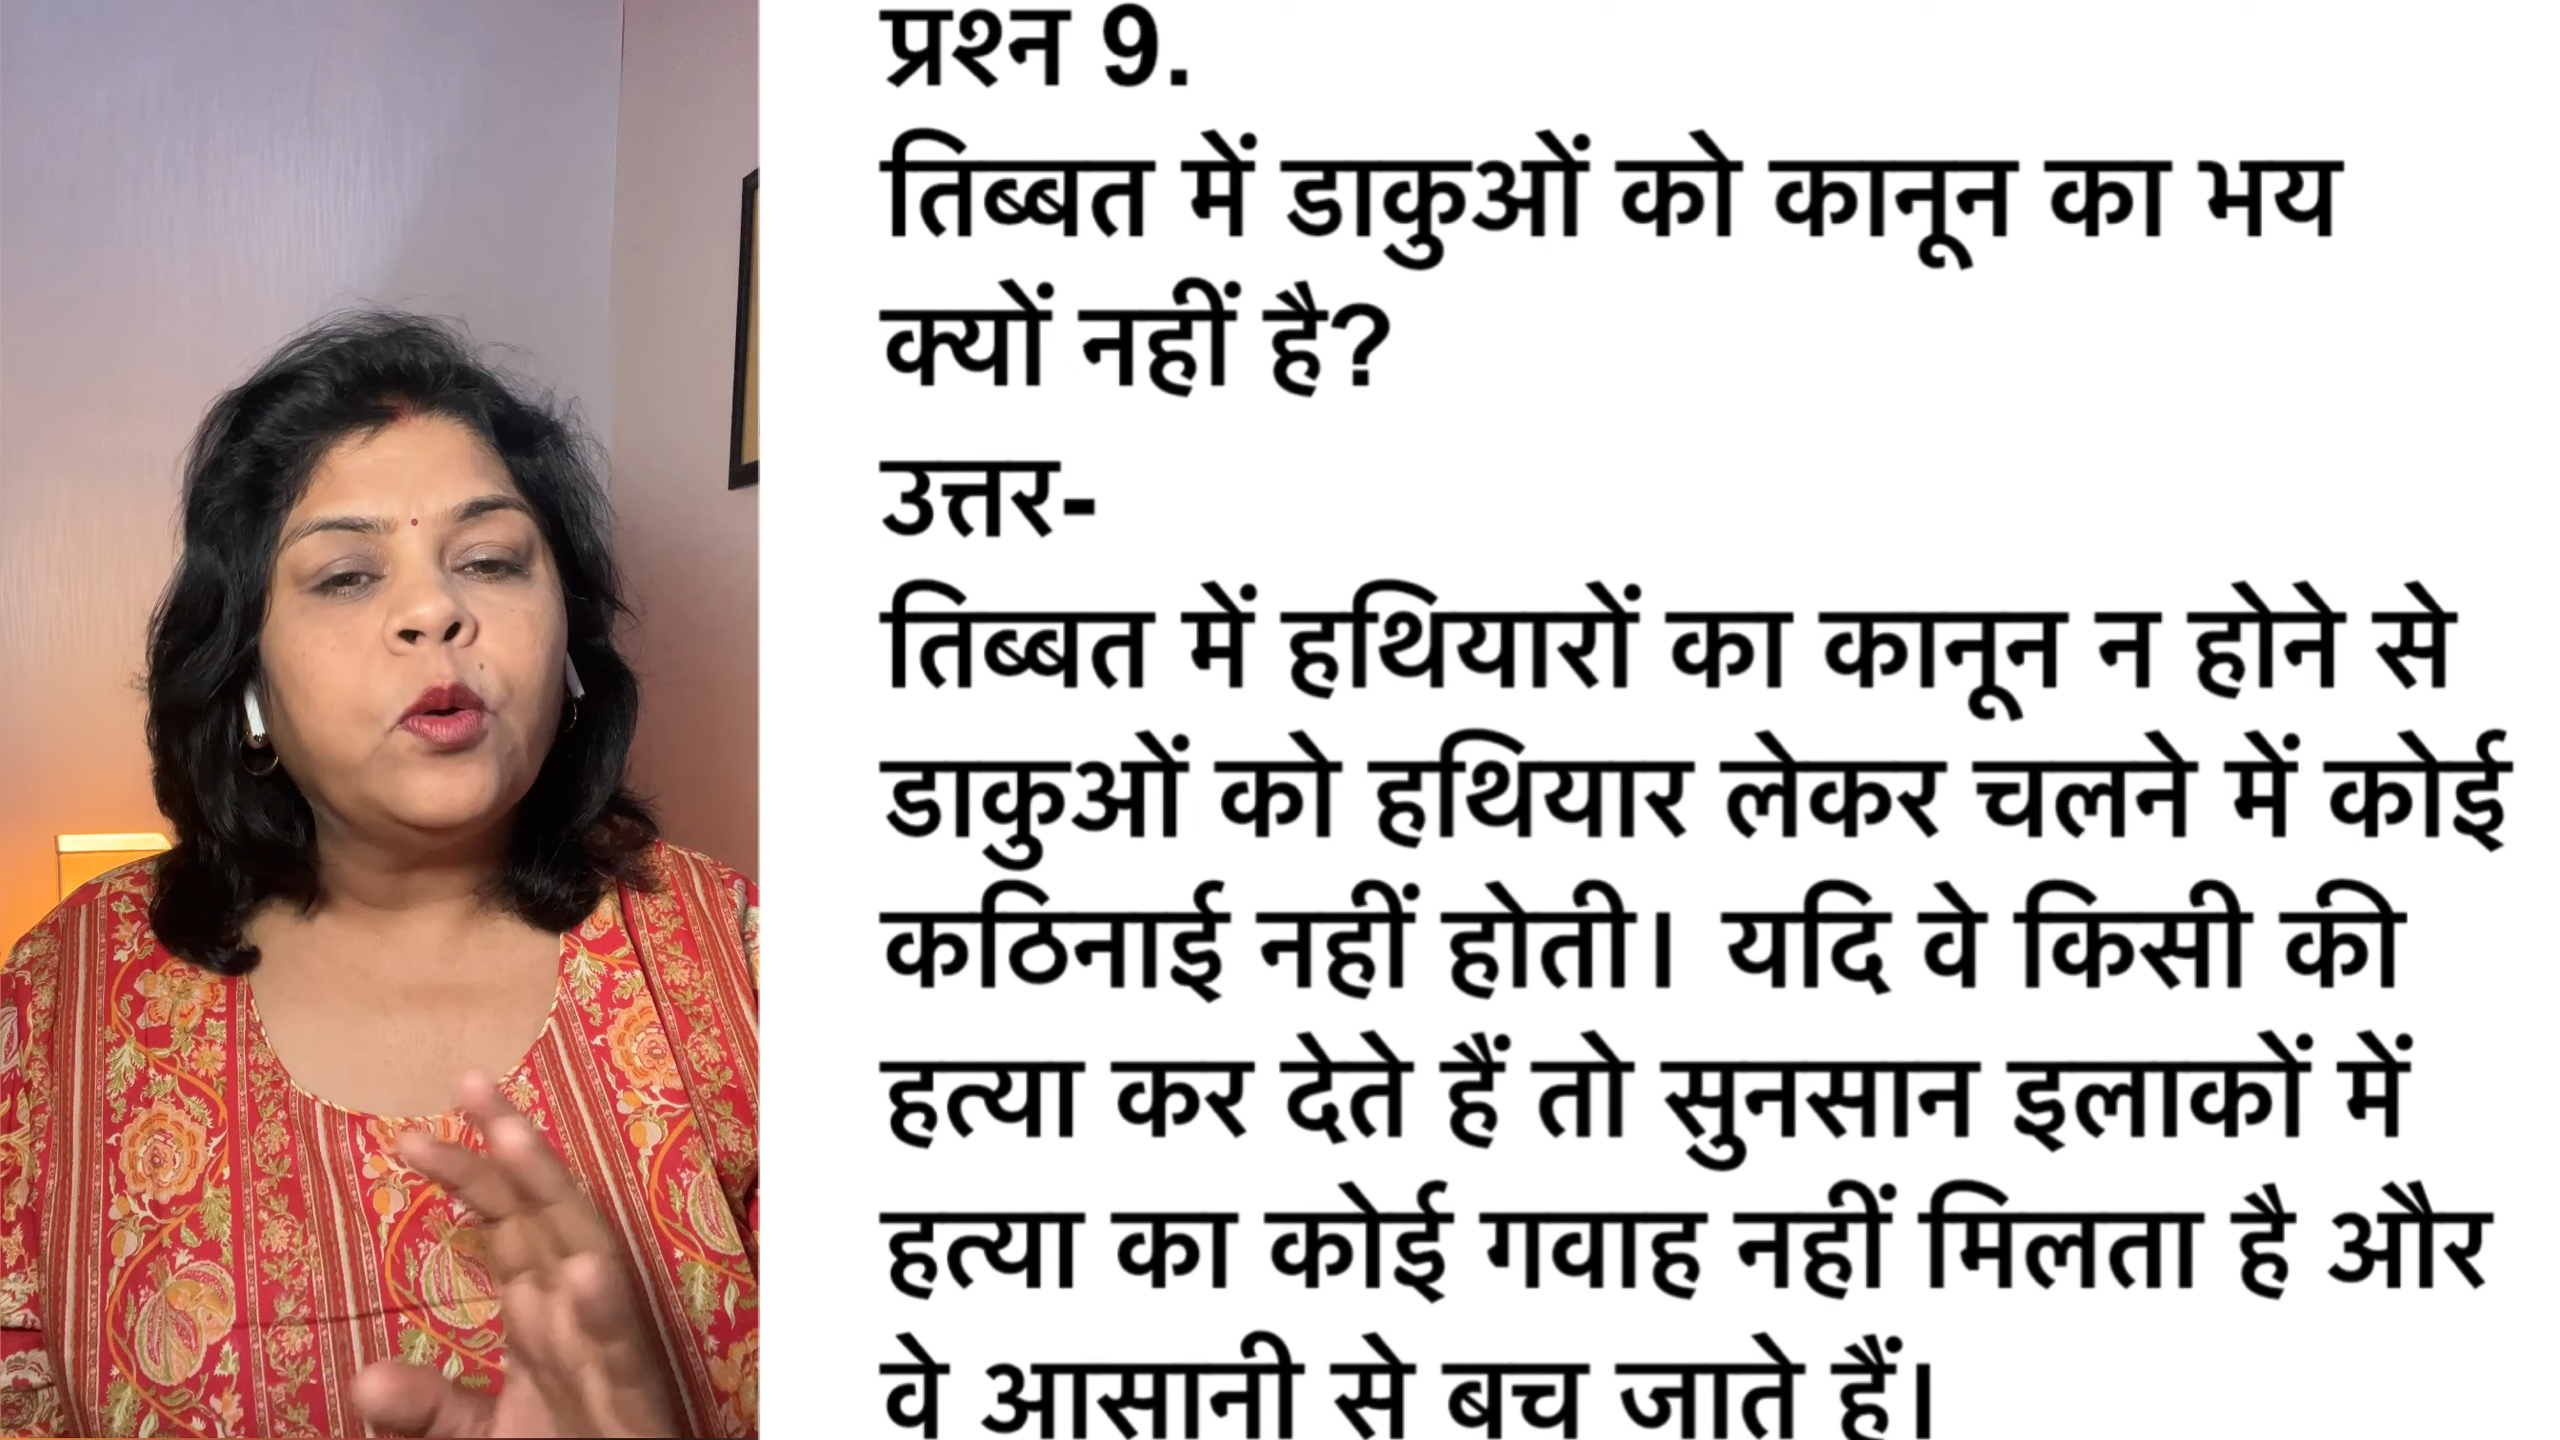 प्रश्न 9.
तिब्बत में डाकुओं को कानून का भय
क्यों नहीं है?
उत्तर-
तिब्बत में हथियारों का कानून न होने से
डाकुओं को हथियार लेकर चलने में कोई
कठिनाई नहीं होती। यदि वे किसी की
हत्या कर देते हैं तो सुनसान इलाकों में
हत्या का कोई गवाह नहीं मिलता है और
वे आसानी से बच जाते हैं।